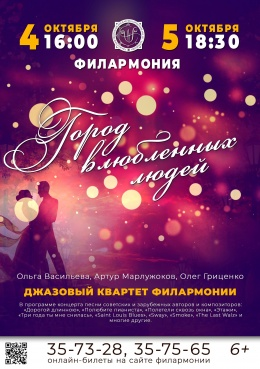 4 ОКТЯБРЯ 16:00 5 ОКТЯБРЯ 18:30
ФИЛАРМОНИЯ
Город
влюбленных
людей
Ольга Васильева, Артур Марлужоков, Олег Гриценко
ДЖАЗОВЫЙ КВАРТЕТ ФИЛАРМОНИИ
В программе концерта песни советских и зарубежных авторов и композиторов:
«Дорогой длинною», «Полюбите пианиста», «Полетели сквозь окна», «Этажи»,
«Три года ты мне снилась», «Saint Louis Blues», «Sway», «Smoke», «The Last Walz» и
многие другие.
35-73-28, 35-75-65 6+
онлайн-билеты на сайте филармонии